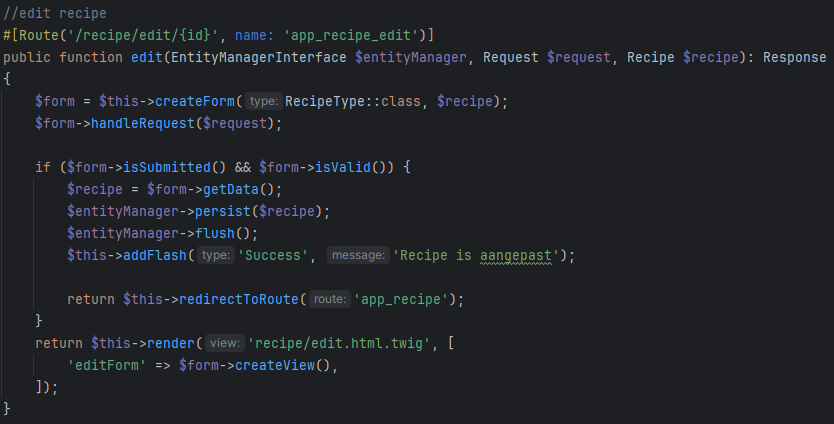 //edit recipe
#[Route('/recipe/edit/{id}', name: 'app_recipe_edit')]
public function edit(EntityManagerInterface $entityManager, Request $request, Recipe $recipe): Response
{
    $form = $this->createForm( type: RecipeType::class, $recipe);
    $form->handleRequest($request);

    if ($form->isSubmitted() && $form->isValid()) {
        $recipe = $form->getData();
        $entityManager->persist($recipe);
        $entityManager->flush();
        $this->addFlash( type: 'Success', message: 'Recipe is aangepast');

        return $this->redirectToRoute( route: 'app_recipe');
    }
    return $this->render( view: 'recipe/edit.html.twig', [
        'editForm' => $form->createView(),
    ]);
}